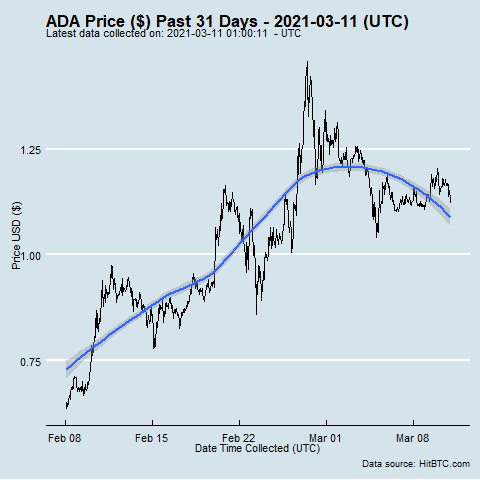 ADA Price ($) Past 31 Days - 2021-03-11 (UTC)
Latest data collected on: 2021-03-11 01:00:11 - UTC
Price USD ($)
1.25
1.00
0.75
Feb 08 Feb 15 Feb 22 Mar 01 Mar 08
Date Time Collected (UTC)
Data source: HitBTC.com